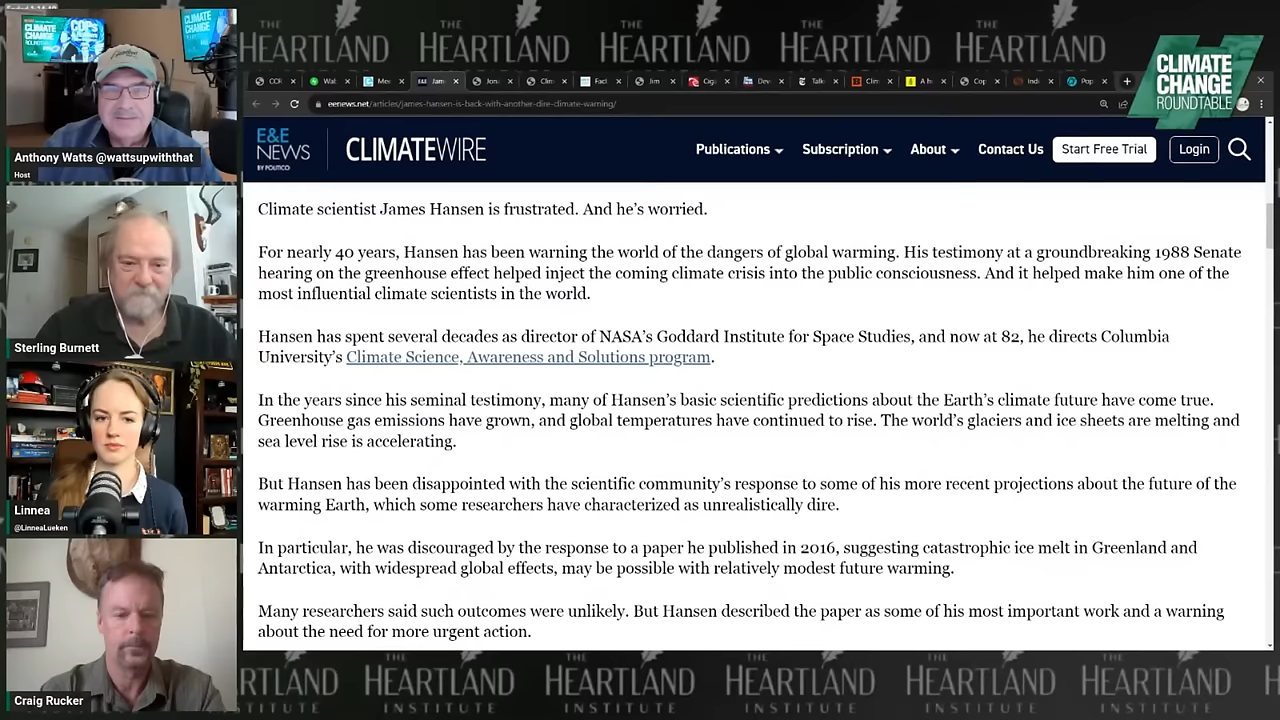 CLIMATE CHANGE
COPs
CLIMATE
CHANGE
Anthony Watts @wattsupwiththat
Host
Sterling Burnett
Linnea
@LinneaLueken
Craig Rucker
THE HEARTLAND INSTITUTE
CLIMATE
CHANGE
ROUNDTABLE
eenews.net/articles/james-hansen-is-back-with-another-dire-climate-warning/
E&E NEWS
BY POLITICO
CLIMATEWIRE
Publications
Subscription
About
Contact Us
Start Free Trial
Login
Climate scientist James Hansen is frustrated. And he's worried.
For nearly 40 years, Hansen has been warning the world of the dangers of global warming. His testimony at a groundbreaking 1988 Senate
hearing on the greenhouse effect helped inject the coming climate crisis into the public consciousness. And it helped make him one of the
most influential climate scientists in the world.
Hansen has spent several decades as director of NASA's Goddard Institute for Space Studies, and now at 82, he directs Columbia
University's Climate Science, Awareness and Solutions program.
In the years since his seminal testimony, many of Hansen's basic scientific predictions about the Earth's climate future have come true.
Greenhouse gas emissions have grown, and global temperatures have continued to rise. The world's glaciers and ice sheets are melting and
sea level rise is accelerating.
But Hansen has been disappointed with the scientific community's response to some of his more recent projections about the future of the
warming Earth, which some researchers have characterized as unrealistically dire.
In particular, he was discouraged by the response to a paper he published in 2016, suggesting catastrophic ice melt in Greenland and
Antarctica, with widespread global effects, may be possible with relatively modest future warming.
Many researchers said such outcomes were unlikely. But Hansen described the paper as some of his most important work and a warning
about the need for more urgent action.
THE HEARTLAND INSTITUTE